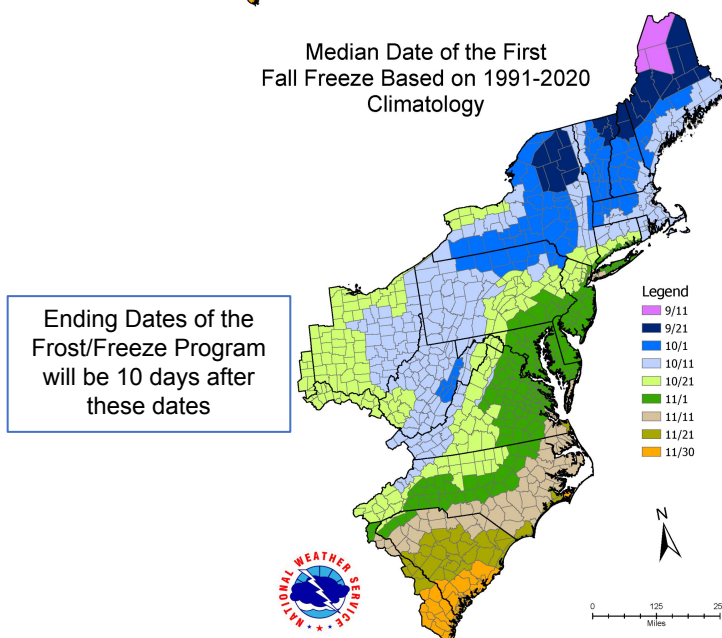 Median Date of the First
Fall Freeze Based on 1991-2020
Climatology
Ending Dates of the
Frost/Freeze Program
will be 10 days after
these dates
Legend
9/11
9/21
10/1
10/11
10/21
11/1
11/11
11/21
11/30
N
NATIONAL WEATHER SERVICE
0 125 25
Miles